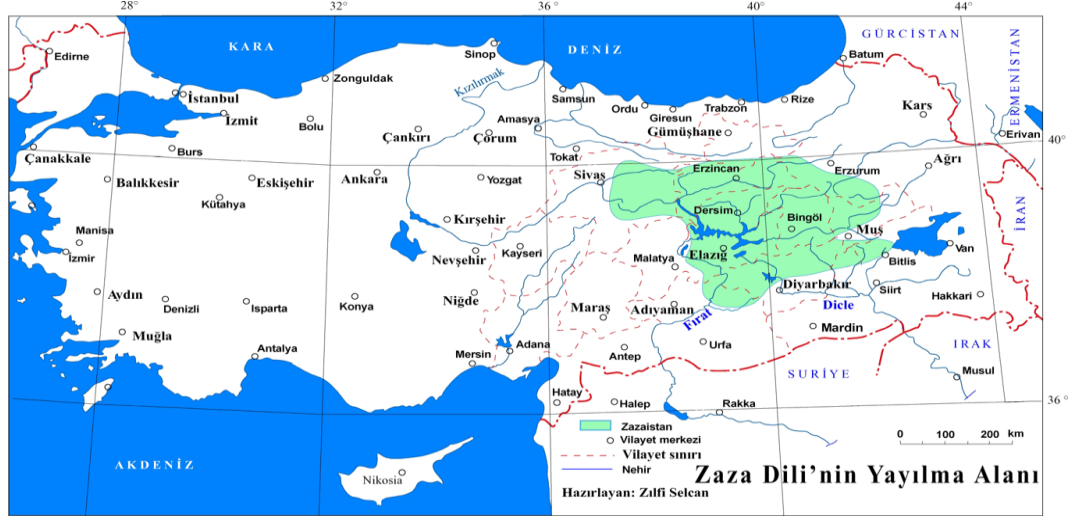 28° 32° 36° 40° 44°
KARA
DENİZ
GÜRCİSTAN
ERMENİSTAN
Edirne
Sinop
Batum
Zonguldak
Kızılırmak
İstanbul
Samsun
Ordu
Trabzon
Rize
İzmit
Bolu
Amasya
Giresun
Kars
Çankırı
Çorum
Gümüşhane
Erivan
40°
Çanakkale
Burs
Tokat
Ağrı
Balıkkesir
Eskişehir
Ankara
Yozgat
Sivaş
Erzincan
Erzurum
İRAN
Kütahya
Kırşehir
Dersim
Bingöl
Manisa
Muş
İzmir
Nevşehir
Kayseri
Malatya
Elazığ
Van
Bitlis
Aydın
Denizli
Isparta
Konya
Niğde
Maraş
Adıyaman
Diyarbakır
Siirt
Hakkari
Dicle
Fırat
Muğla
Antalya
Mersin
Adana
Antep
Urfa
Mardin
IRAK
SURİYE
Musul
Hatay
Halep
Rakka
36°
Zazaistan
Vilayet merkezi
Vilayet sınırı
Nehir
0 100 200 km
AKDENİZ
Nikosia
Zaza Dili’nin Yayılma Alanı
Hazırlayan: Zılfi Selcan